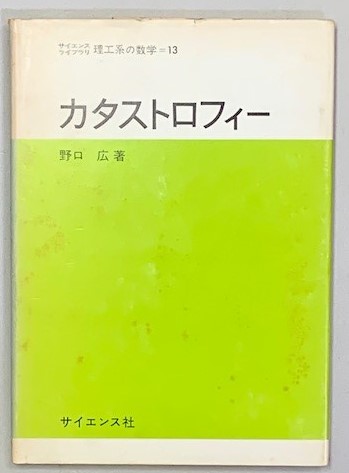 サイエンス
ライブラリ 理工系の数学=13
カタストロフィー
野口 広著
サイエンス社